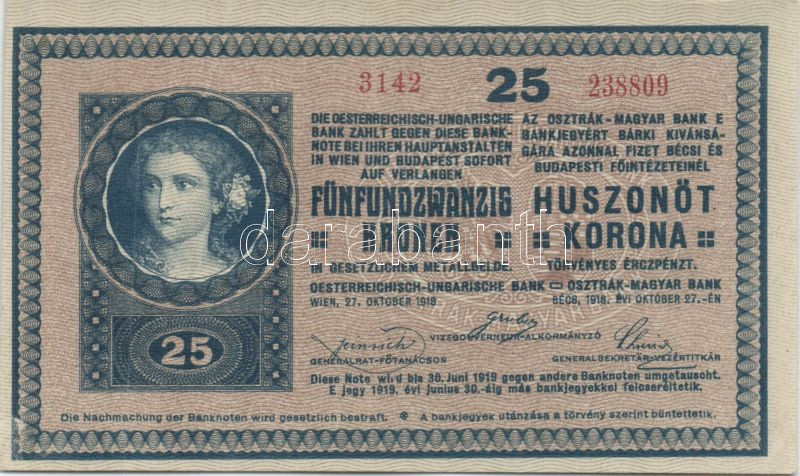 3142 25 238809
DIE OESTERREICHISCH-UNGARISCHE
BANK ZAHLT GEGEN DIESE BANK-
NOTE BEI IHREN HAUPTANSTALTEN
IN WIEN UND BUDAPEST SOFORT
AUF VERLANGEN
FÜNFUNDZWANZIG
KRONEN
IN GESETZLICHEM METALLGELDE.
OESTERREICHISCH-UNGARISCHE BANK
WIEN, 27. OKTOBER 1918.
AZ OSZTRÁK-MAGYAR BANK E
BANKJEGYÉRT BÁRKI KIVÁNSÁ-
GÁRA AZONNAL FIZET BÉCSI ÉS
BUDAPESTI FŐINTÉZETEINÉL
HUSZONÖT
KORONA
TÖRVÉNYES ÉRCZPÉNZT.
OSZTRÁK-MAGYAR BANK
BÉCS, 1918. ÉVI OKTOBER 27.-ÉN
darabanth
25
VIZEGOUVERNEUR-ALKORMÁNYZÓ
GENERALRAT-FŐTANÁCSOS
GENERALSEKRETÄR-VEZÉRTITKÁR
Diese Note wird bis 30. Juni 1919 gegen andere Banknoten umgetauscht.
E jegy 1919. évi junius 30.-áig más bankjegyekkel felcseréltetik.
Die Nachmachung der Banknoten wird gesetzlich bestraft. A bankjegyek utánzása a törvény szerint büntettetik.